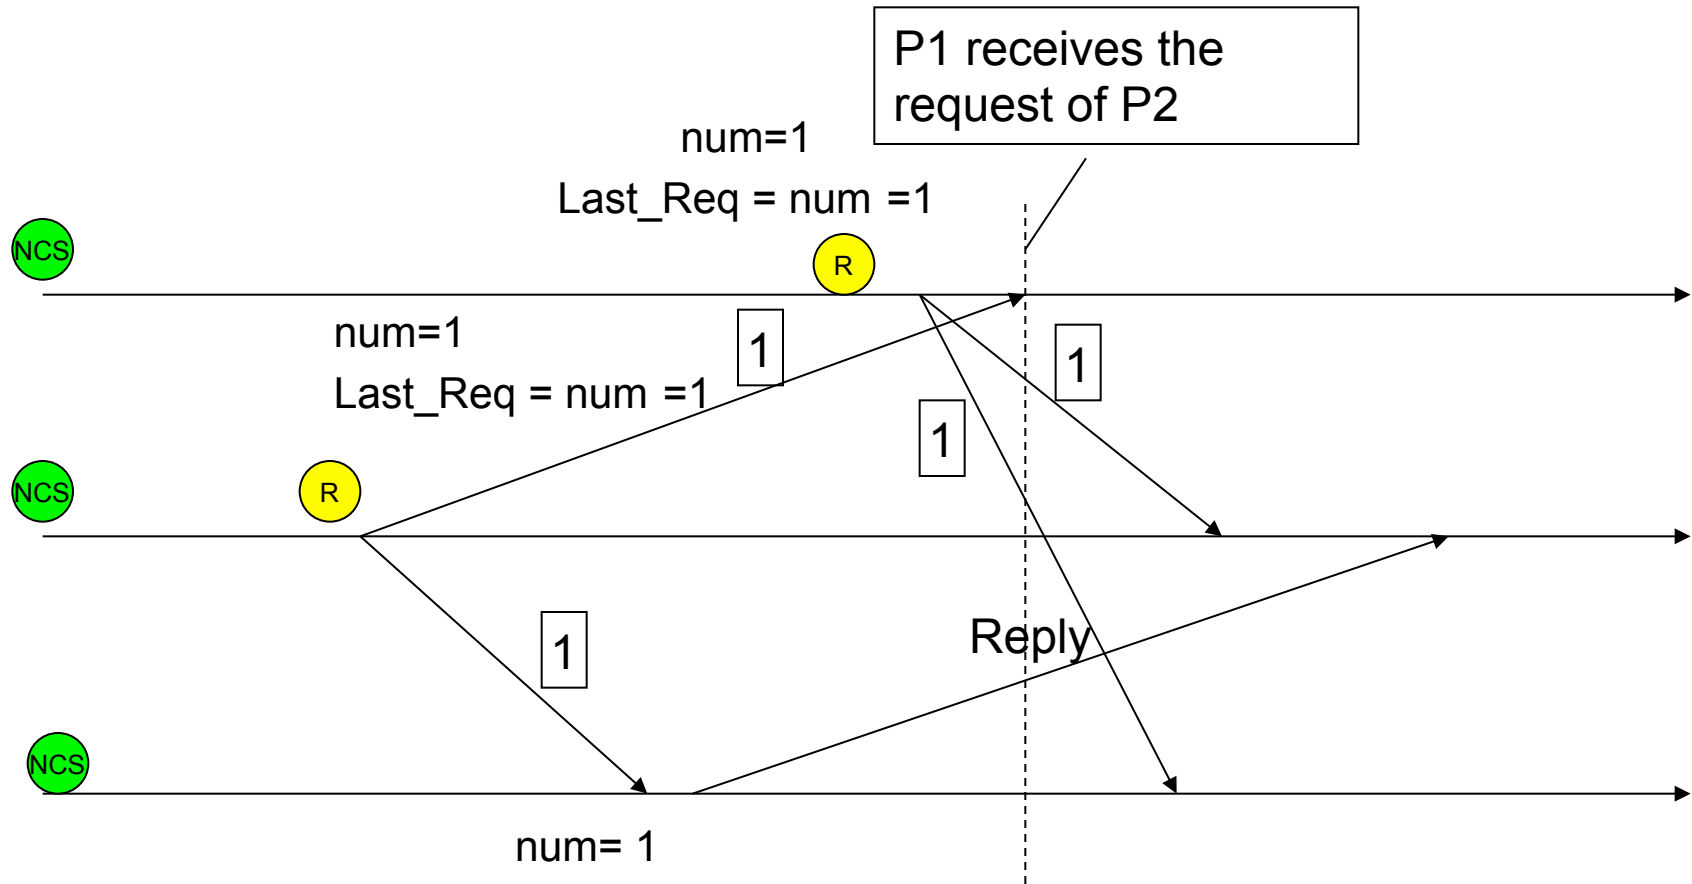 P1 receives the
request of P2
num=1
Last_Req = num =1
NCS
R
num=1
1
1
Last_Req = num =1
1
NCS
R
Reply
1
NCS
num= 1